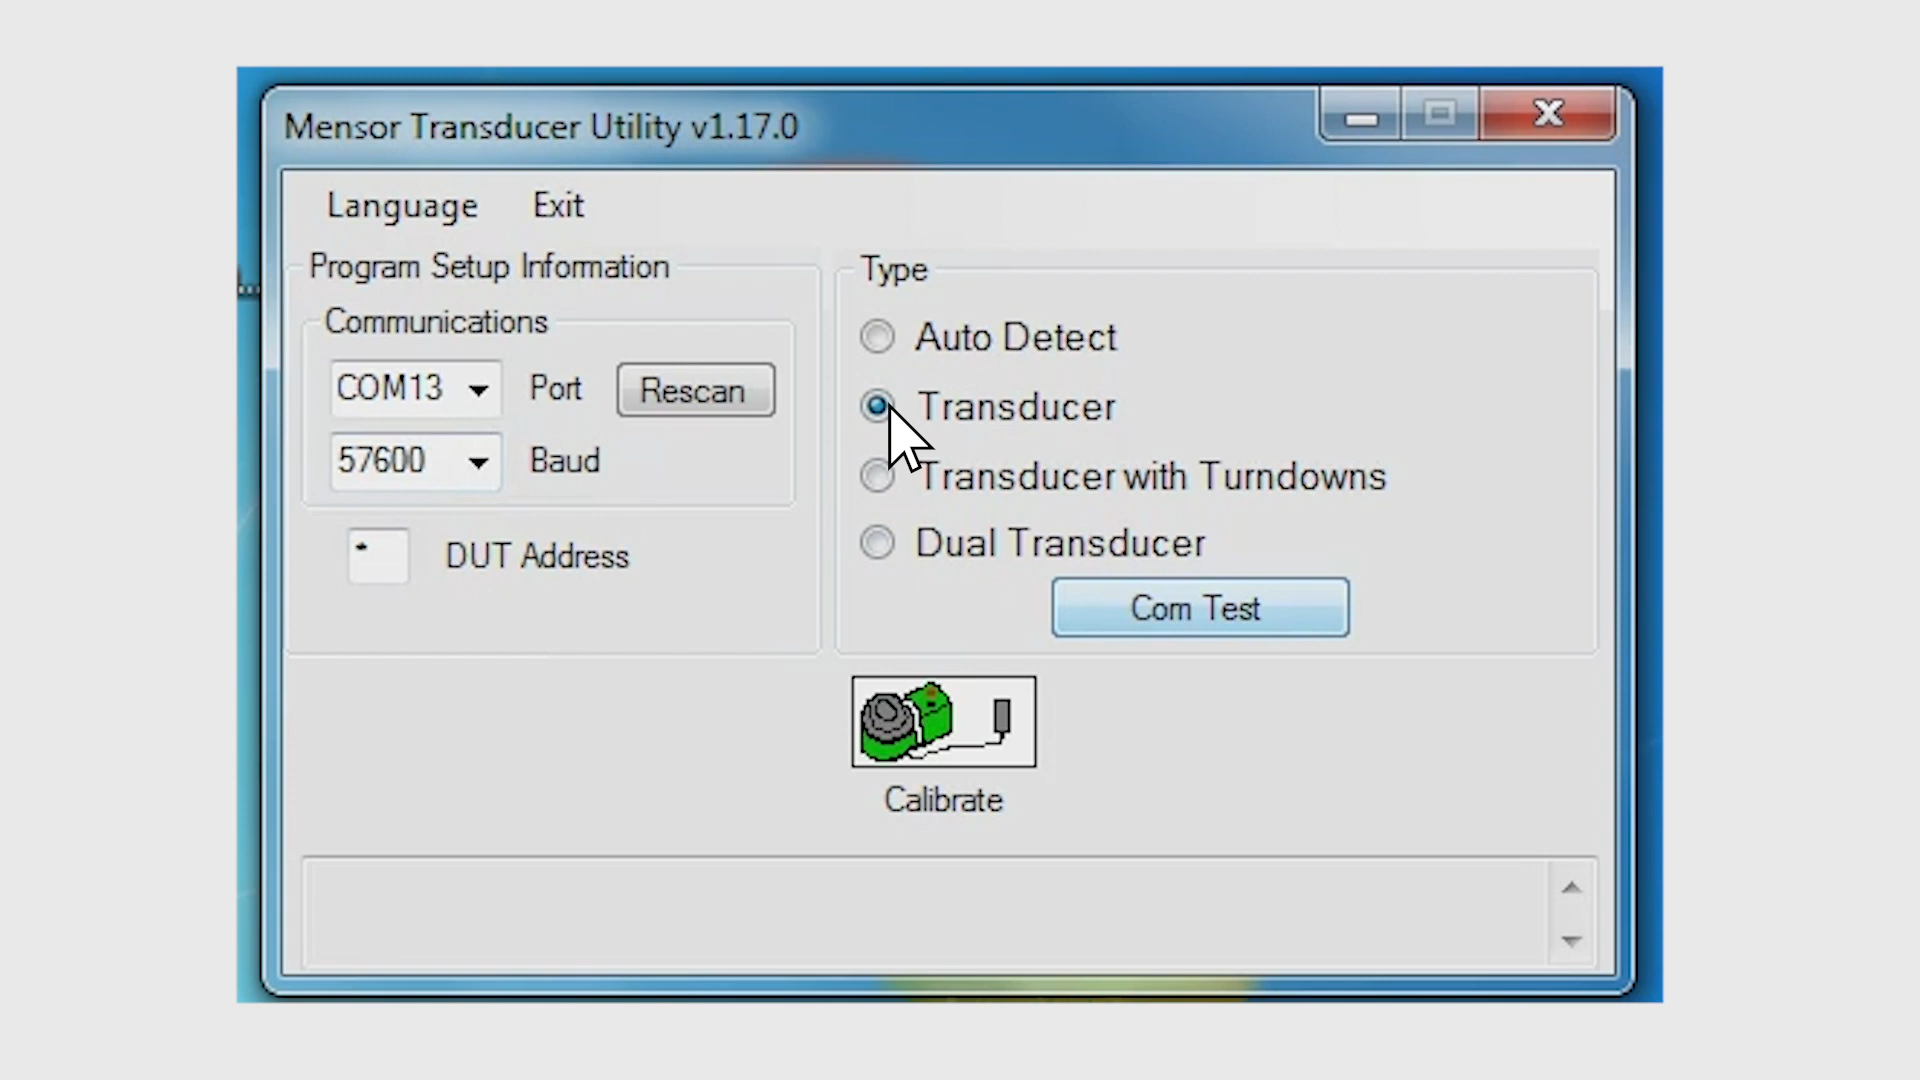 Mensor Transducer Utility v1.17.0
Language Exit
Program Setup Information
Communications
COM13 Port Rescan
57600 Baud
* DUT Address
Type
Auto Detect
Transducer
Transducer with Turndowns
Dual Transducer
Com Test
Calibrate